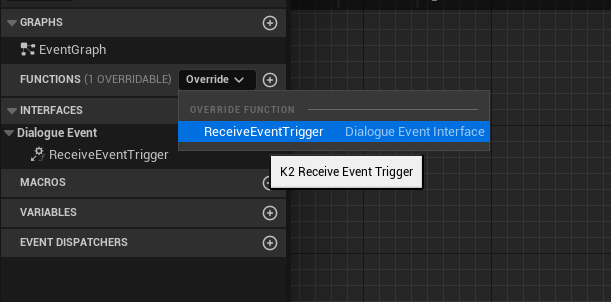 GRAPHS
EventGraph
FUNCTIONS (1 OVERRIDABLE) Override
OVERRIDE FUNCTION
INTERFACES
ReceiveEventTrigger Dialogue Event Interface
Dialogue Event
ReceiveEventTrigger
K2 Receive Event Trigger
MACROS
VARIABLES
EVENT DISPATCHERS